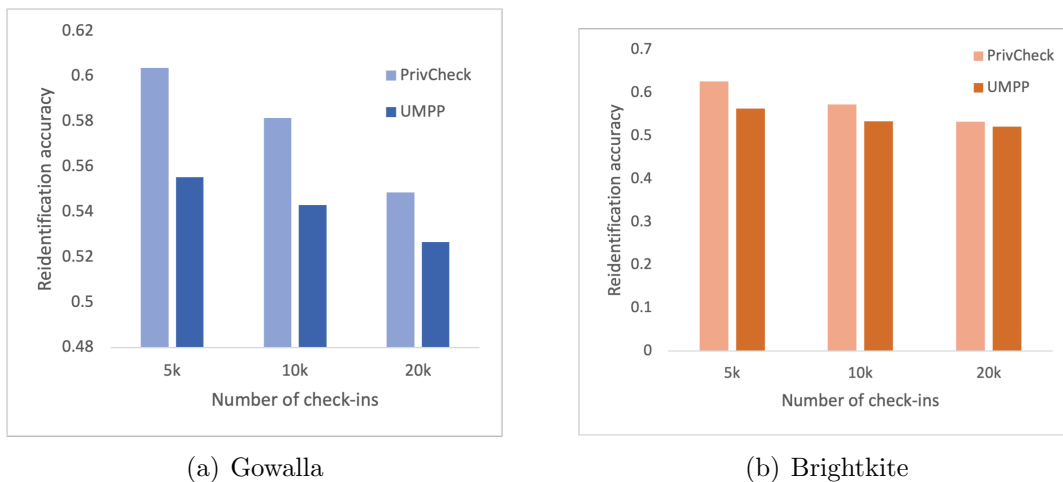 0.62
0.6
0.58
0.56
0.54
0.52
0.5
0.48
Reidentification accuracy
PrivCheck
UMPP
5k 10k 20k
Number of check-ins
(a) Gowalla
0.7
0.6
0.5
0.4
0.3
0.2
0.1
0
Reidentification accuracy
PrivCheck
UMPP
5k 10k 20k
Number of check-ins
(b) Brightkite